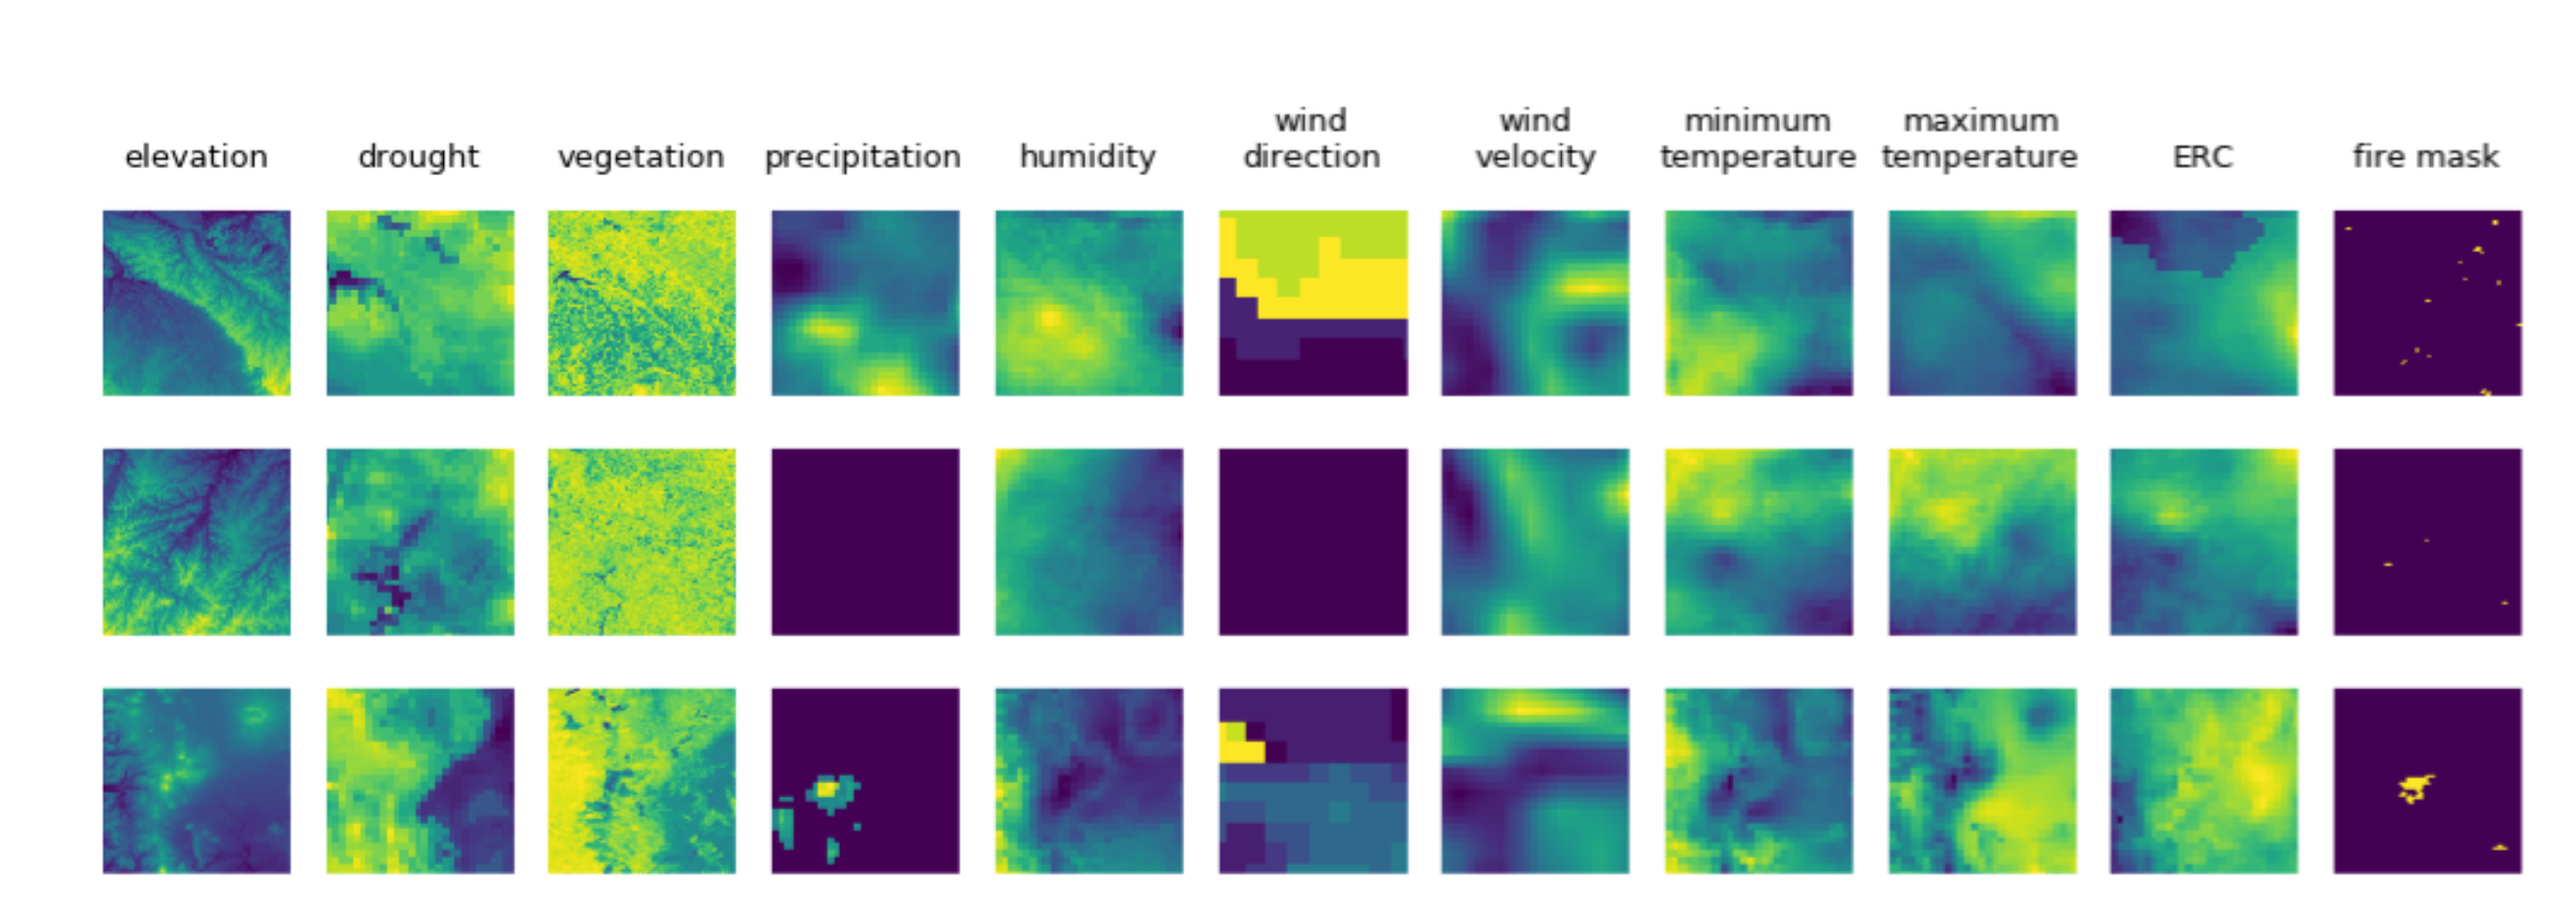 elevation
drought
vegetation
precipitation
humidity
wind
direction
wind
velocity
minimum
temperature
maximum
temperature
ERC
fire mask